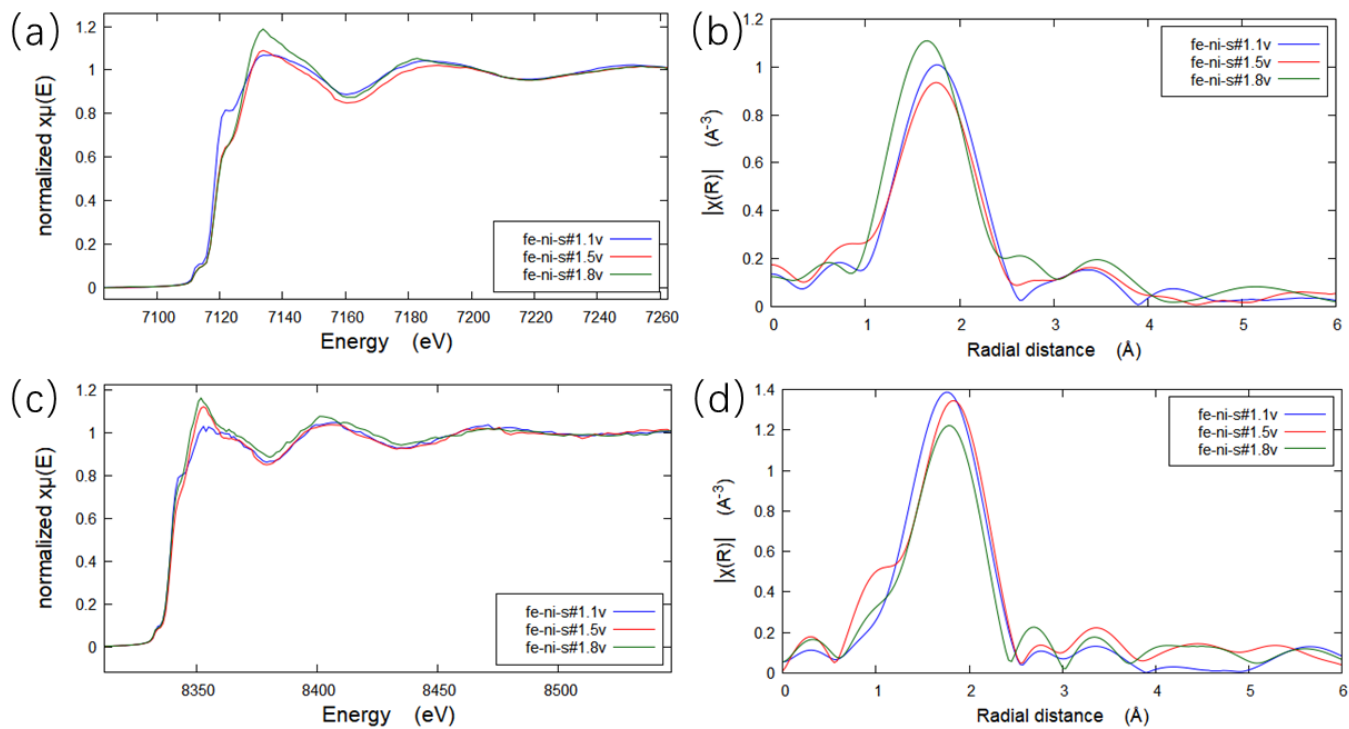 (a)
1.2
1
0.8
0.6
0.4
0.2
0
normalized xμ(E)
fe-ni-s#1.1v
fe-ni-s#1.5v
fe-ni-s#1.8v
7100 7120 7140 7160 7180 7200 7220 7240 7260
Energy (eV)
(b)
1.2
1
0.8
0.6
0.4
0.2
0
|χ(R)| (A⁻³)
fe-ni-s#1.1v
fe-ni-s#1.5v
fe-ni-s#1.8v
0 1 2 3 4 5 6
Radial distance (Å)
(c)
1.2
1
0.8
0.6
0.4
0.2
0
normalized xμ(E)
fe-ni-s#1.1v
fe-ni-s#1.5v
fe-ni-s#1.8v
8350 8400 8450 8500
Energy (eV)
(d)
1.4
1.2
1
0.8
0.6
0.4
0.2
0
|χ(R)| (A⁻³)
fe-ni-s#1.1v
fe-ni-s#1.5v
fe-ni-s#1.8v
0 1 2 3 4 5 6
Radial distance (Å)